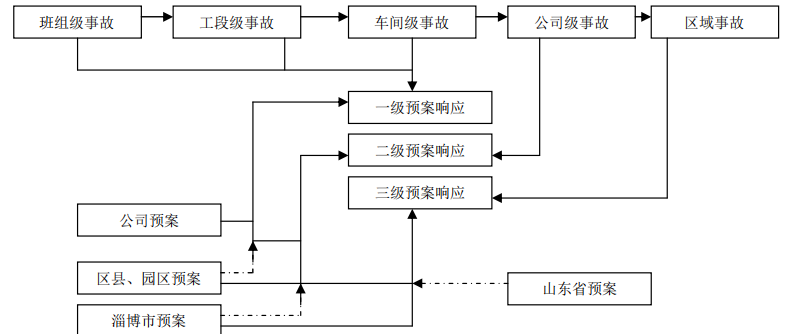 班组级事故
工段级事故
车间级事故
公司级事故
区域事故
一级预案响应
二级预案响应
三级预案响应
公司预案
区县、园区预案
山东省预案
淄博市预案